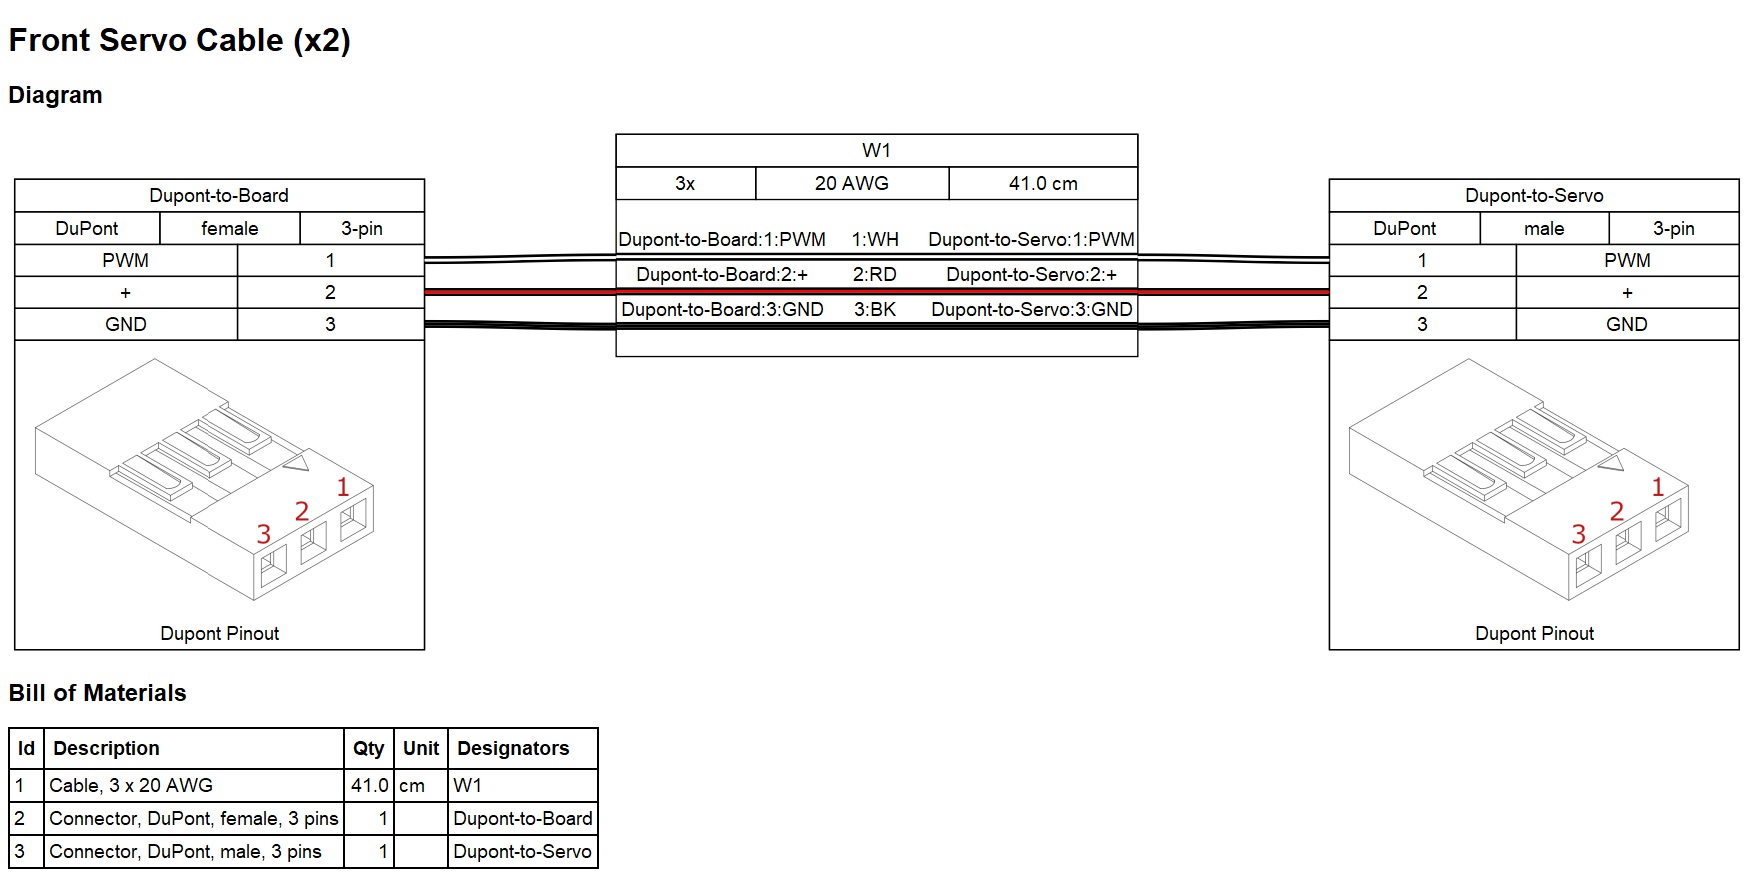 Front Servo Cable (x2)
Diagram
W1
3x 20 AWG 41.0 cm
Dupont-to-Board:1:PWM 1:WH Dupont-to-Servo:1:PWM
Dupont-to-Board:2:+ 2:RD Dupont-to-Servo:2:+
Dupont-to-Board:3:GND 3:BK Dupont-to-Servo:3:GND
Dupont-to-Board
DuPont female 3-pin
PWM 1
+ 2
GND 3
3 2 1
Dupont Pinout
Dupont-to-Servo
DuPont male 3-pin
1 PWM
2 +
3 GND
3 2 1
Dupont Pinout
Bill of Materials
Id Description Qty Unit Designators
1 Cable, 3 x 20 AWG 41.0 cm W1
2 Connector, DuPont, female, 3 pins 1 Dupont-to-Board
3 Connector, DuPont, male, 3 pins 1 Dupont-to-Servo